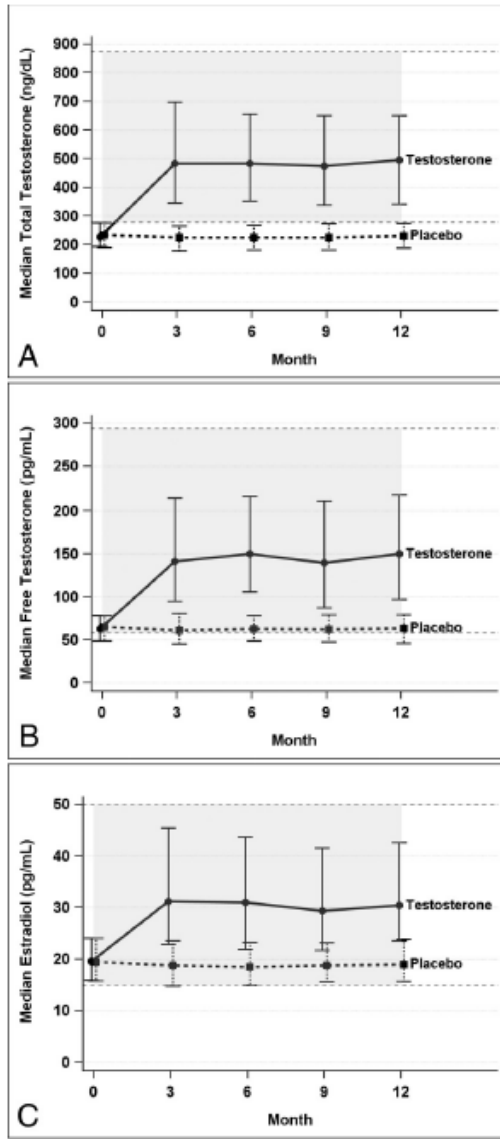 Median Total Testosterone (ng/dL)
900
800
700
600
500
400
300
200
100
0
Testosterone
Placebo
0 3 6 9 12
Month
A
Median Free Testosterone (pg/mL)
300
250
200
150
100
50
0
Testosterone
Placebo
0 3 6 9 12
Month
B
Median Estradiol (pg/mL)
50
40
30
20
10
0
Testosterone
Placebo
0 3 6 9 12
Month
C